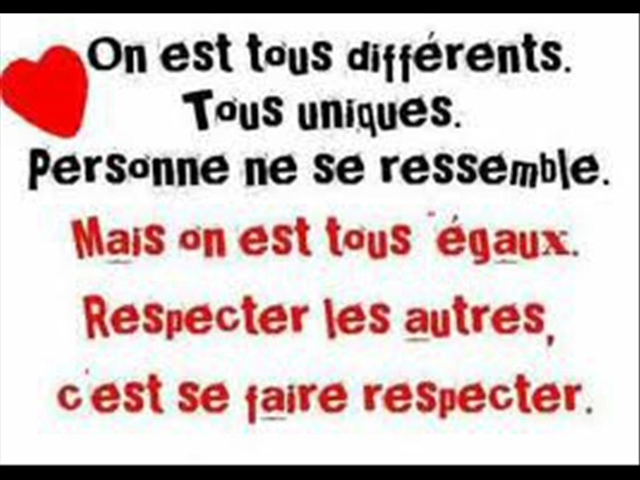 On est tous différents.
Tous uniques.
Personne ne se ressemble.
Mais on est tous égaux.
Respecter les autres,
c'est se faire respecter.